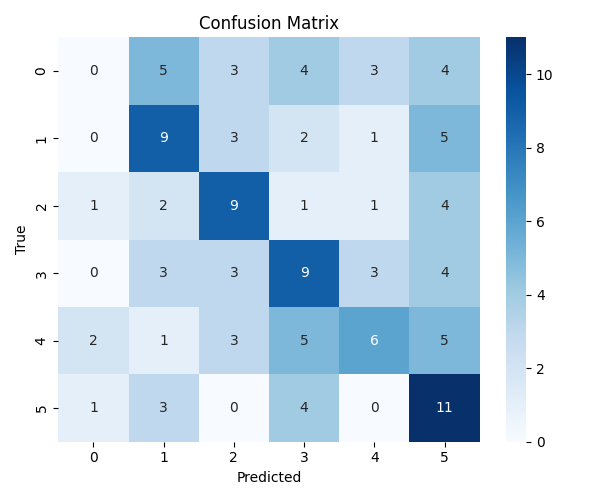 Confusion Matrix
0 0 5 3 4 3 4
1 0 9 3 2 1 5
2 1 2 9 1 1 4
3 0 3 3 9 3 4
4 2 1 3 5 6 5
5 1 3 0 4 0 11
0 1 2 3 4 5
Predicted
True
10
8
6
4
2
0